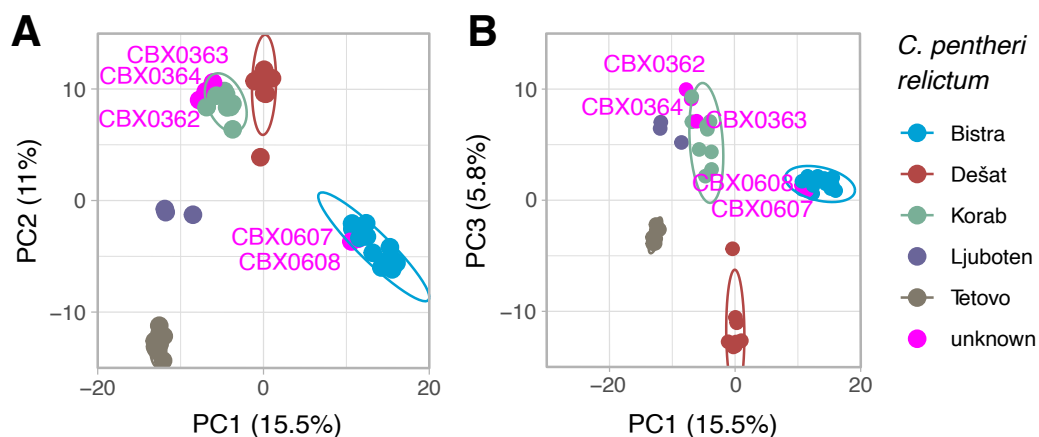 A
CBX0363
CBX0364
CBX0362
CBX0607
CBX0608
10
0
−10
−20
0
20
PC2 (11%)
PC1 (15.5%)
B
CBX0362
CBX0364
CBX0363
CBX0608
CBX0607
10
0
−10
−20
0
20
PC3 (5.8%)
PC1 (15.5%)
C. pentheri
relictum
Bistra
Dešat
Korab
Ljuboten
Tetovo
unknown